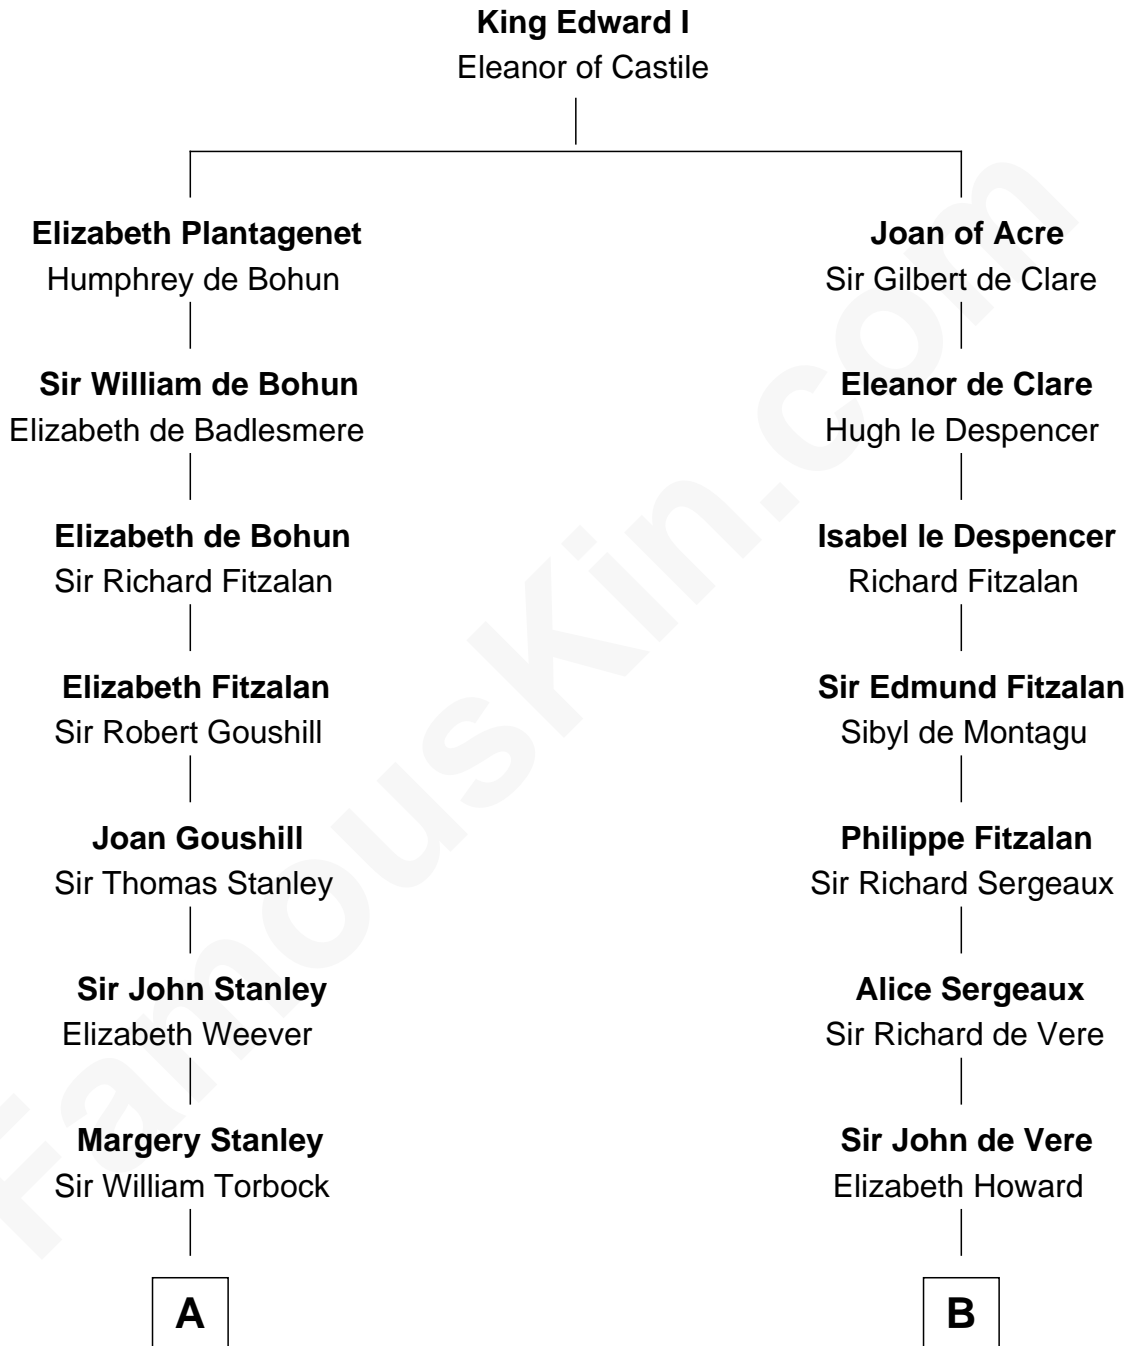 King Edward I
Eleanor of Castile
Elizabeth Plantagenet
Humphrey de Bohun
Joan of Acre
Sir Gilbert de Clare
Sir William de Bohun
Elizabeth de Badlesmere
Eleanor de Clare
Hugh le Despencer
Elizabeth de Bohun
Sir Richard Fitzalan
Isabel le Despencer
Richard Fitzalan
Elizabeth Fitzalan
Sir Robert Goushill
Sir Edmund Fitzalan
Sibyl de Montagu
Joan Goushill
Sir Thomas Stanley
Philippe Fitzalan
Sir Richard Sergeaux
Sir John Stanley
Elizabeth Weever
Alice Sergeaux
Sir Richard de Vere
Margery Stanley
Sir William Torbock
Sir John de Vere
Elizabeth Howard
A
B
FamousKin.com